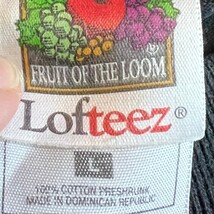 ®
FRUIT OF THE LOOM
Lofteez®
L
100% COTTON PRESHRUNK
MADE IN DOMINICAN REPUBLIC